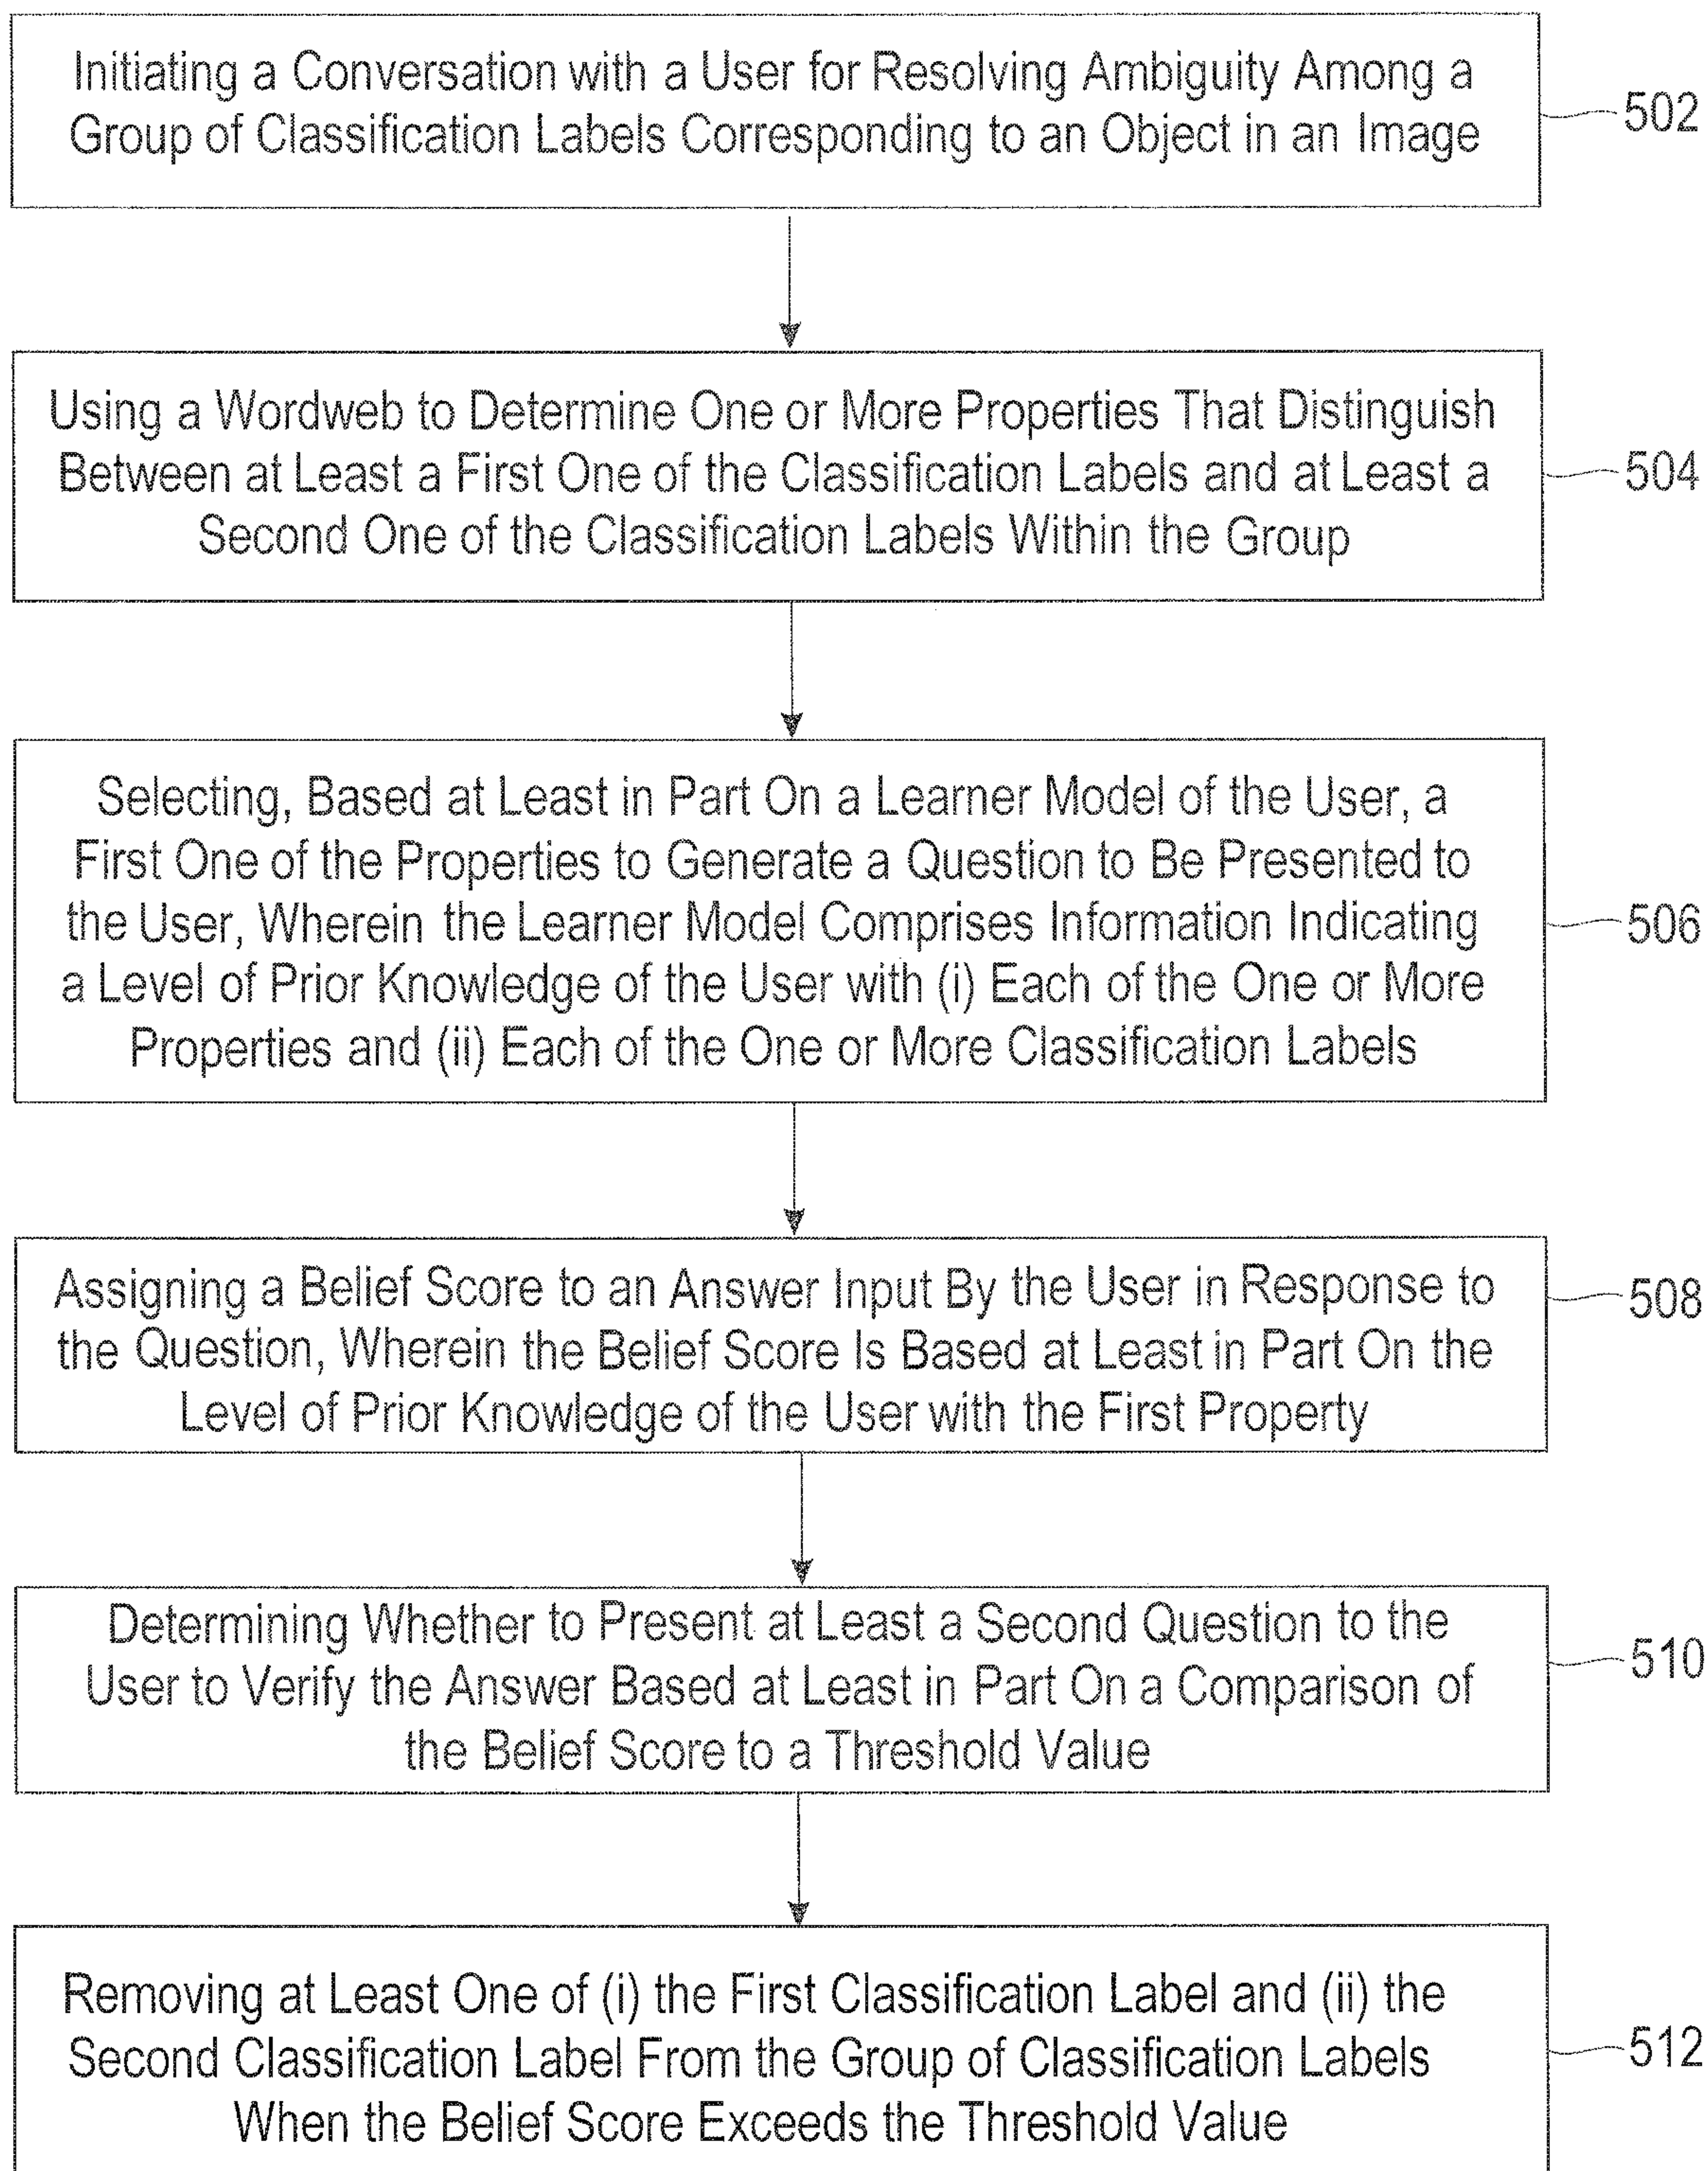 Initiating a Conversation with a User for Resolving Ambiguity Among a
Group of Classification Labels Corresponding to an Object in an Image
502
Using a Wordweb to Determine One or More Properties That Distinguish
Between at Least a First One of the Classification Labels and at Least a
Second One of the Classification Labels Within the Group
504
Selecting, Based at Least in Part On a Learner Model of the User, a
First One of the Properties to Generate a Question to Be Presented to
the User, Wherein the Learner Model Comprises Information Indicating
a Level of Prior Knowledge of the User with (i) Each of the One or More
Properties and (ii) Each of the One or More Classification Labels
506
Assigning a Belief Score to an Answer Input By the User in Response to
the Question, Wherein the Belief Score Is Based at Least in Part On the
Level of Prior Knowledge of the User with the First Property
508
Determining Whether to Present at Least a Second Question to the
User to Verify the Answer Based at Least in Part On a Comparison of
the Belief Score to a Threshold Value
510
Removing at Least One of (i) the First Classification Label and (ii) the
Second Classification Label From the Group of Classification Labels
When the Belief Score Exceeds the Threshold Value
512